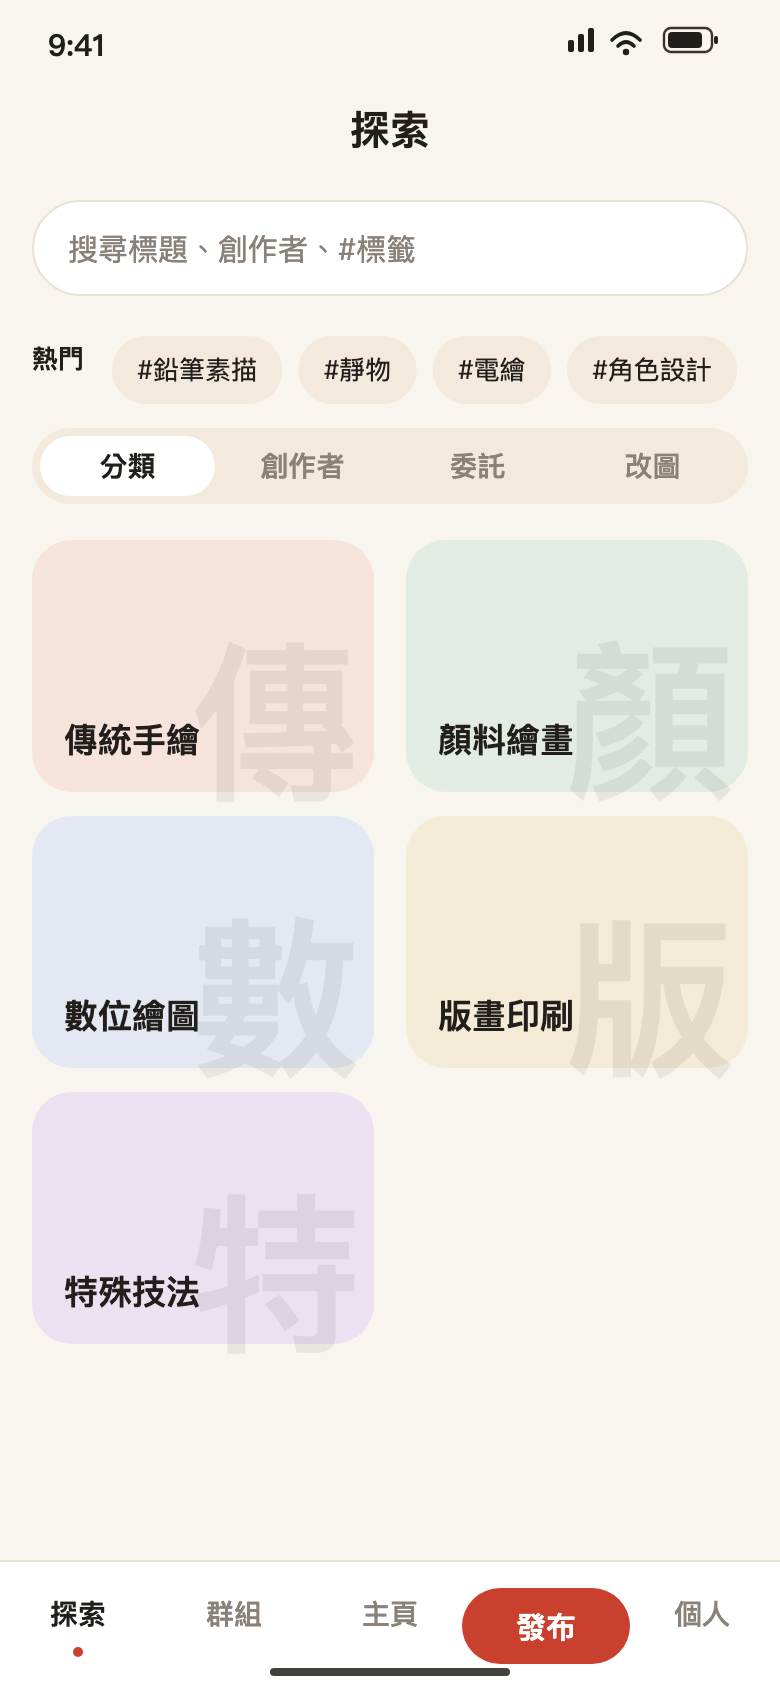 9:41
探索
搜尋標題、創作者、#標籤
熱門 #鉛筆素描 #靜物 #電繪 #角色設計
分類 創作者 委託 改圖
傳 顏
傳統手繪 顏料繪畫
數 版
數位繪圖 版畫印刷
特
特殊技法
探索 群組 主頁 發布 個人